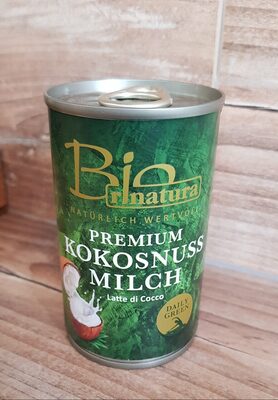 Bio
rinatura
NATÜRLICH WERTVOLL
PREMIUM
KOKOSNUSS
MILCH
Latte di Cocco
DAILY
GREEN